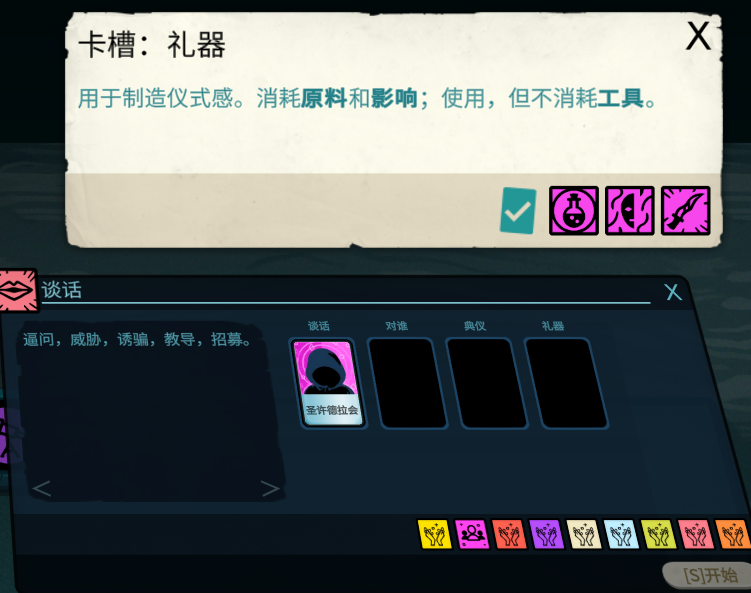 卡槽：礼器
X
用于制造仪式感。消耗原料和影响；使用，但不消耗工具。
谈话
X
谈话 对谁 典仪 礼器
逼问，威胁，诱骗，教导，招募。
圣许德拉会
< >
[S]开始